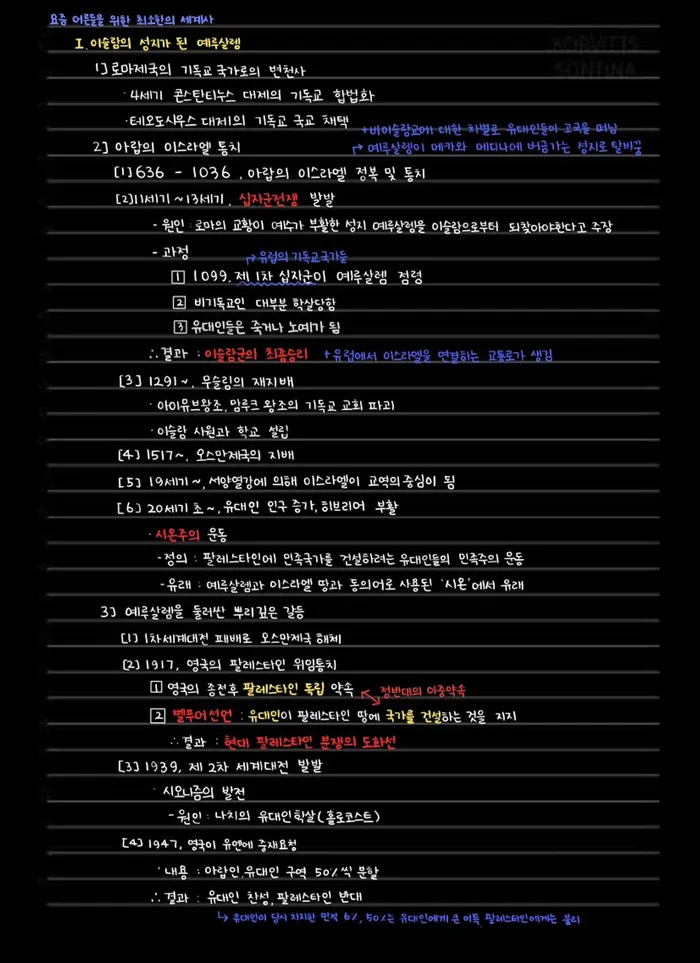 요즘 어른들을 위한 최소한의 세계사
I. 이슬람의 성지가 된 예루살렘
1] 로마제국의 기독교 국가로의 변천사
· 4세기 콘스탄티누스 대제의 기독교 합법화
· 테오도시우스 대제의 기독교 국교 채택
+비이슬람교에 대한 차별로 유대인들이 고국을 떠남
2] 아랍의 이스라엘 통치
↱ 예루살렘이 메카와 메디나에 버금가는 성지로 탈바꿈
[1] 636 - 1036, 아랍의 이스라엘 정복 및 통치
[2] 11세기~13세기, 십자군전쟁 발발
- 원인 : 로마의 교황이 예수가 부활한 성지 예루살렘을 이슬람으로부터 되찾아야한다고 주장
- 과정
↱ 유럽의 기독교국가들
1 1099, 제 1차 십자군이 예루살렘 점령
2 비기독교인 대부분 학살당함
3 유대인들은 죽거나 노예가 됨
∴ 결과 : 이슬람군의 최종승리 +유럽에서 이스라엘을 연결하는 교통로가 생김
[3] 1291~, 무슬림의 재지배
· 아이유브왕조, 맘루크 왕조의 기독교 교회 파괴
· 이슬람 사원과 학교 설립
[4] 1517~, 오스만제국의 지배
[5] 19세기~, 서양열강에 의해 이스라엘이 교역의 중심이 됨
[6] 20세기 초~, 유대인 인구 증가, 히브리어 부활
· 시온주의 운동
- 정의 : 팔레스타인에 민족국가를 건설하려는 유대인들의 민족주의 운동
- 유래 : 예루살렘과 이스라엘 땅과 동의어로 사용된 '시온'에서 유래
3] 예루살렘을 둘러싼 뿌리깊은 갈등
[1] 1차세계대전 패배로 오스만제국 해체
[2] 1917, 영국의 팔레스타인 위임통치
1 영국의 종전후 팔레스타인 독립 약속 정반대의 이중약속
2 벨푸어선언 : 유대인이 팔레스타인 땅에 국가를 건설하는 것을 지지
∴ 결과 : 현대 팔레스타인 분쟁의 도화선
[3] 1939, 제 2차 세계대전 발발
· 시오니즘의 발전
- 원인 : 나치의 유대인학살(홀로코스트)
[4] 1947, 영국이 유엔에 중재요청
· 내용 : 아랍인, 유대인 구역 50%씩 분할
∴ 결과 : 유대인 찬성, 팔레스타인 반대
↳ 유대인이 당시 차지한 면적 6%, 50%는 유대인에게 큰 이득, 팔레스타인에게는 불리